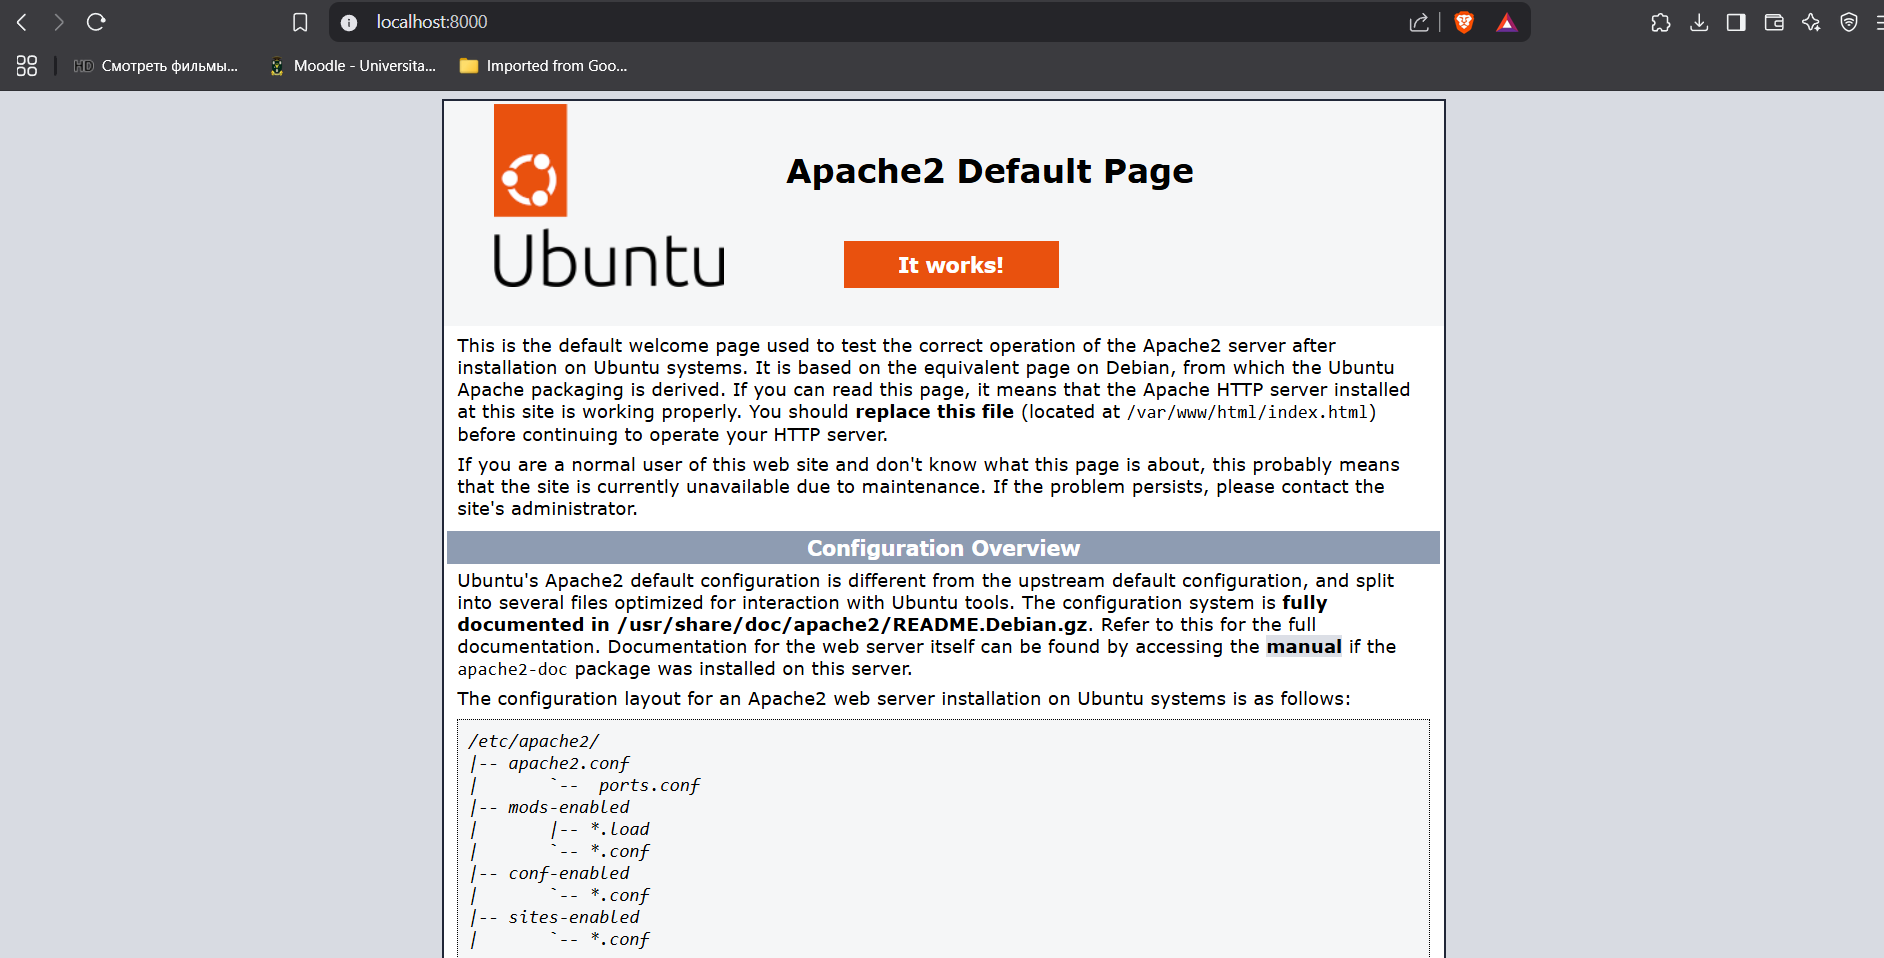 localhost:8000
HD Смотреть фильмы... Moodle - Universita... Imported from Goo...
Ubuntu
Apache2 Default Page
It works!
This is the default welcome page used to test the correct operation of the Apache2 server after
installation on Ubuntu systems. It is based on the equivalent page on Debian, from which the Ubuntu
Apache packaging is derived. If you can read this page, it means that the Apache HTTP server installed
at this site is working properly. You should replace this file (located at /var/www/html/index.html)
before continuing to operate your HTTP server.
If you are a normal user of this web site and don't know what this page is about, this probably means
that the site is currently unavailable due to maintenance. If the problem persists, please contact the
site's administrator.
Configuration Overview
Ubuntu's Apache2 default configuration is different from the upstream default configuration, and split
into several files optimized for interaction with Ubuntu tools. The configuration system is fully
documented in /usr/share/doc/apache2/README.Debian.gz. Refer to this for the full
documentation. Documentation for the web server itself can be found by accessing the manual if the
apache2-doc package was installed on this server.
The configuration layout for an Apache2 web server installation on Ubuntu systems is as follows:
/etc/apache2/
|-- apache2.conf
|       `--  ports.conf
|-- mods-enabled
|       |-- *.load
|       `-- *.conf
|-- conf-enabled
|       `-- *.conf
|-- sites-enabled
|       `-- *.conf